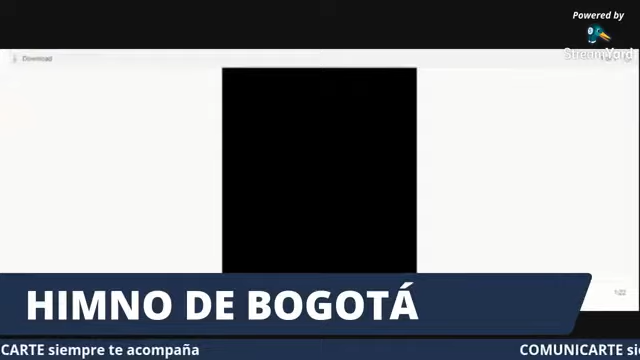 Powered by
StreamYard
Download
HIMNO DE BOGOTÁ
CARTE siempre te acompaña
COMUNICARTE si